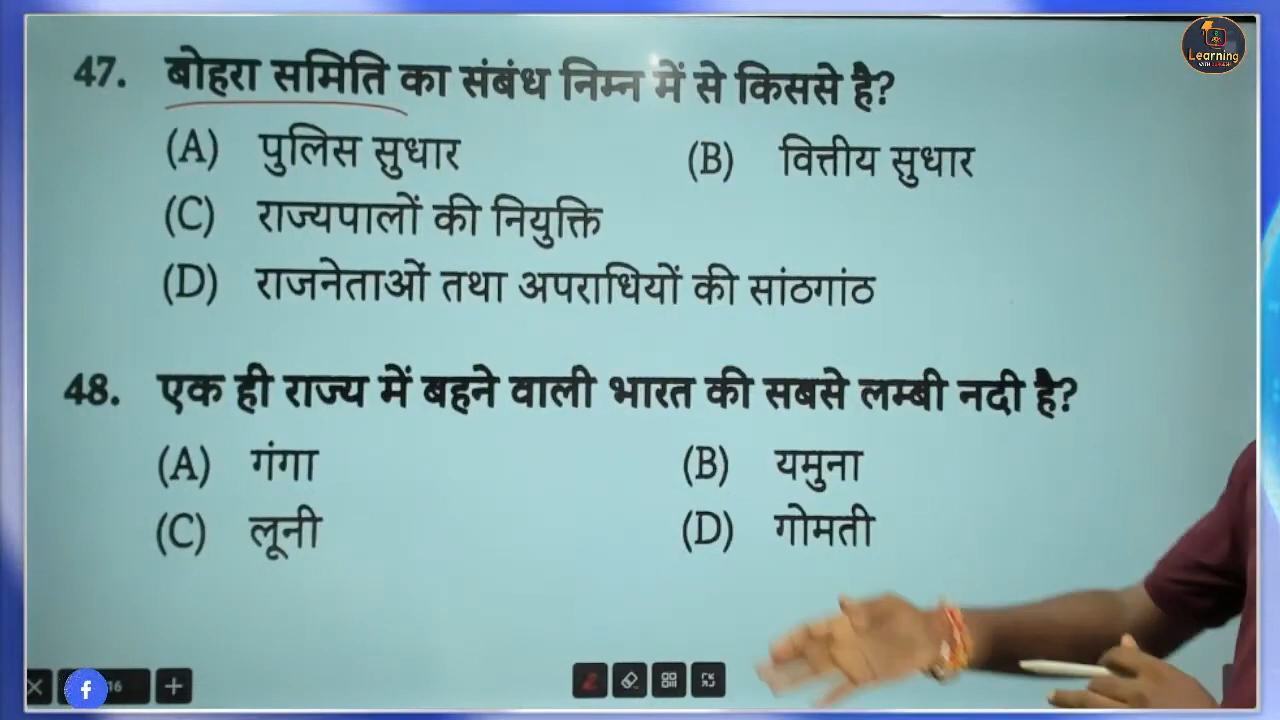 Learning
47. बोहरा समिति का संबंध निम्न में से किससे है?
(A) पुलिस सुधार (B) वित्तीय सुधार
(C) राज्यपालों की नियुक्ति
(D) राजनेताओं तथा अपराधियों की सांठगांठ
48. एक ही राज्य में बहने वाली भारत की सबसे लम्बी नदी है?
(A) गंगा (B) यमुना
(C) लूनी (D) गोमती
16